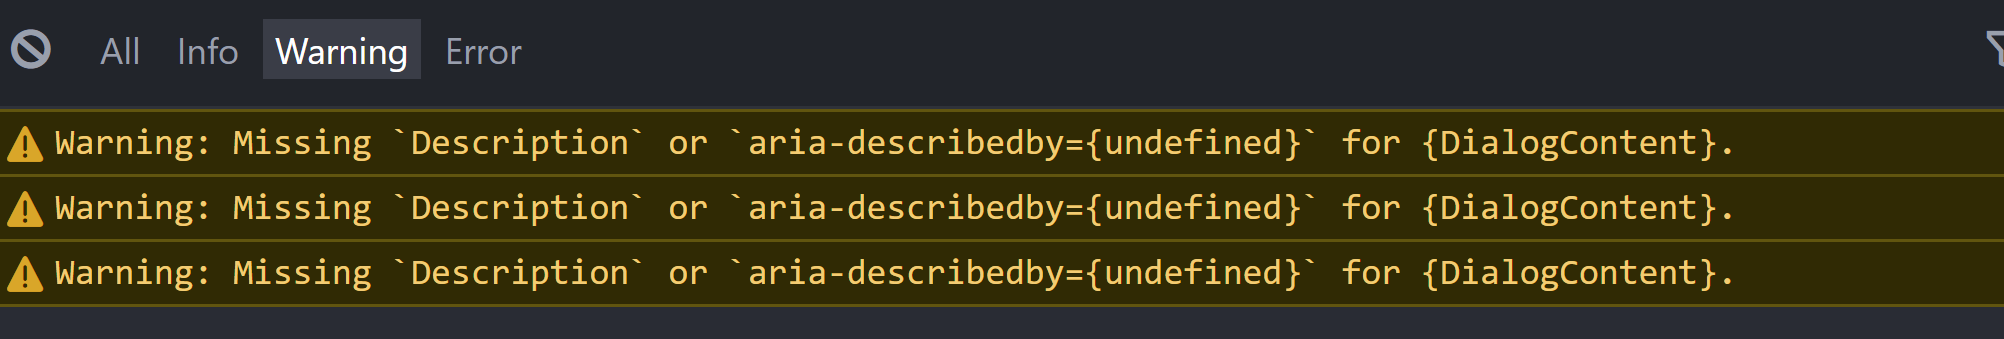 All Info Warning Error
Warning: Missing `Description` or `aria-describedby={undefined}` for {DialogContent}.
Warning: Missing `Description` or `aria-describedby={undefined}` for {DialogContent}.
Warning: Missing `Description` or `aria-describedby={undefined}` for {DialogContent}.